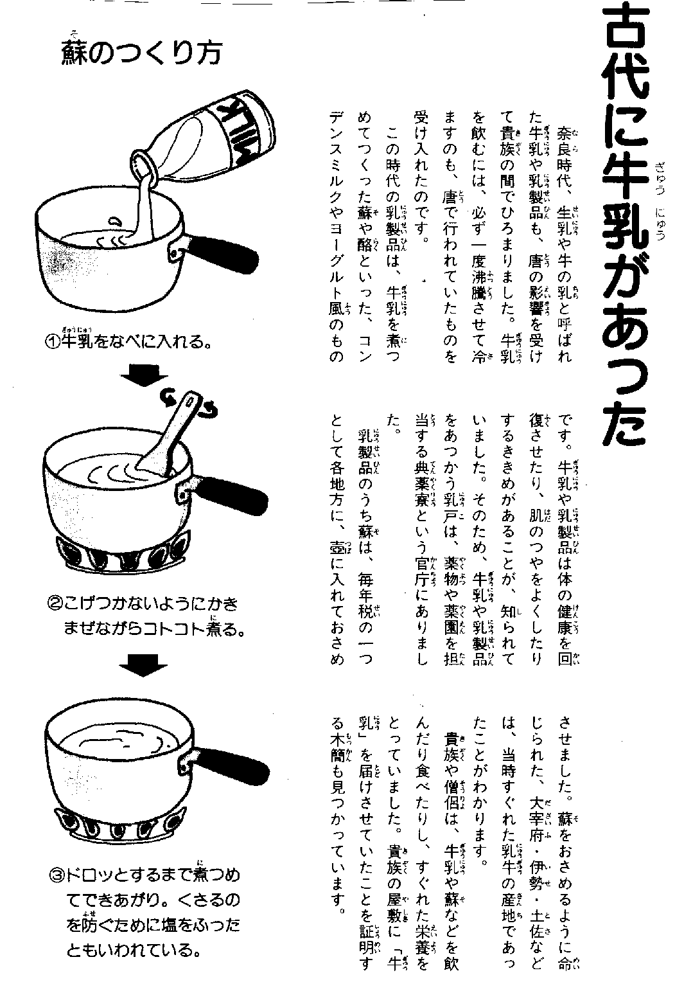 古代に牛乳があった
ぎゅうにゅう
奈良時代、生乳や牛の乳と呼ばれ
た牛乳や乳製品も、唐の影響を受け
て貴族の間でひろまりました。牛乳
を飲むには、必ず一度沸騰させて冷
ますのも、唐で行われていたものを
受け入れたのです。
この時代の乳製品は、牛乳を煮つ
めてつくった蘇や酪といった、コン
デンスミルクやヨーグルト風のもの
です。牛乳や乳製品は体の健康を回
復させたり、肌のつやをよくしたり
するききめがあることが、知られて
いました。そのため、牛乳や乳製品
をあつかう乳戸は、薬物や薬園を担
当する典薬寮という官庁にありまし
た。
乳製品のうち蘇は、毎年税の一つ
として各地方に、壺に入れておさめ
させました。蘇をおさめるように命
じられた、大宰府・伊勢・土佐など
は、当時すぐれた乳牛の産地であっ
たことがわかります。
貴族や僧侶は、牛乳や蘇などを飲
んだり食べたりし、すぐれた栄養を
とっていました。貴族の屋敷に「牛
乳」を届けさせていたことを証明す
る木簡も見つかっています。
そ
蘇のつくり方
MILK
ぎゅうにゅう
①牛乳をなべに入れる。
②こげつかないようにかき
に
まぜながらコトコト煮る。
に
③ドロッとするまで煮つめ
てできあがり。くさるの
ふせ
を防ぐために塩をふった
ともいわれている。